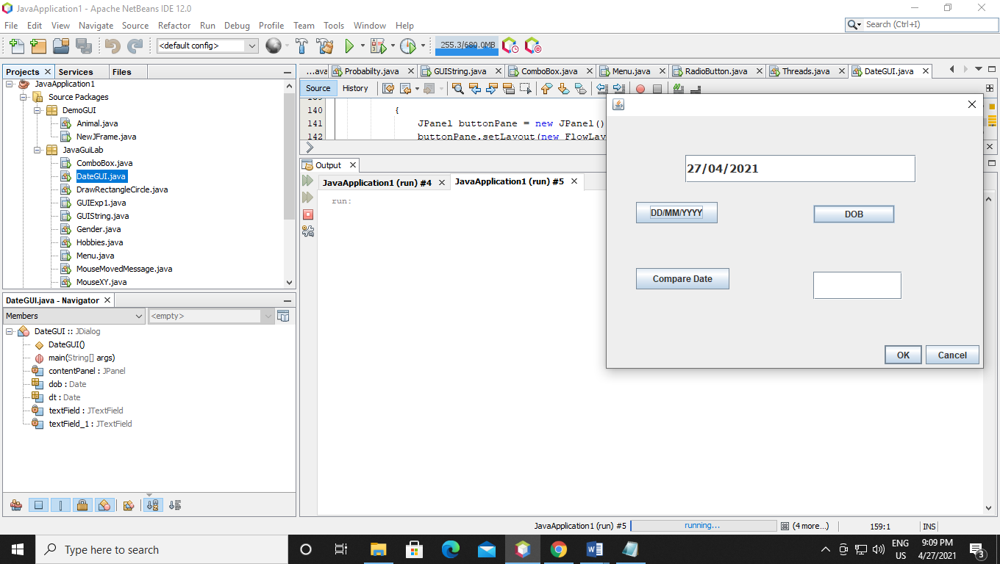 JavaApplication1 - Apache NetBeans IDE 12.0
File Edit View Navigate Source Refactor Run Debug Profile Team Tools Window Help
Search (Ctrl+I)
<default config>
255.3/680.0MB
Projects Services Files
JavaApplication1
Source Packages
DemoGUI
Animal.java
NewJFrame.java
JavaGuiLab
ComboBox.java
DateGUI.java
DrawRectangleCircle.java
GUIExp1.java
GUIString.java
Gender.java
Hobbies.java
Menu.java
MouseMovedMessage.java
MouseXY.java
DateGUI.java - Navigator
Members
<empty>
DateGUI :: JDialog
DateGUI()
main(String[] args)
contentPanel : JPanel
dob : Date
dt : Date
textField : JTextField
textField_1 : JTextField
...ava Probabilty.java GUIString.java ComboBox.java Menu.java RadioButton.java Threads.java DateGUI.java
Source History
140 {
141 JPanel buttonPane = new JPanel()
142 buttonPane.setLayout(new FlowLay
Output
JavaApplication1 (run) #4 JavaApplication1 (run) #5
run:
27/04/2021
DD/MM/YYYY DOB
Compare Date
OK Cancel
JavaApplication1 (run) #5 running... (4 more...) 159:1 INS
Type here to search
ENG
US
9:09 PM
4/27/2021
3